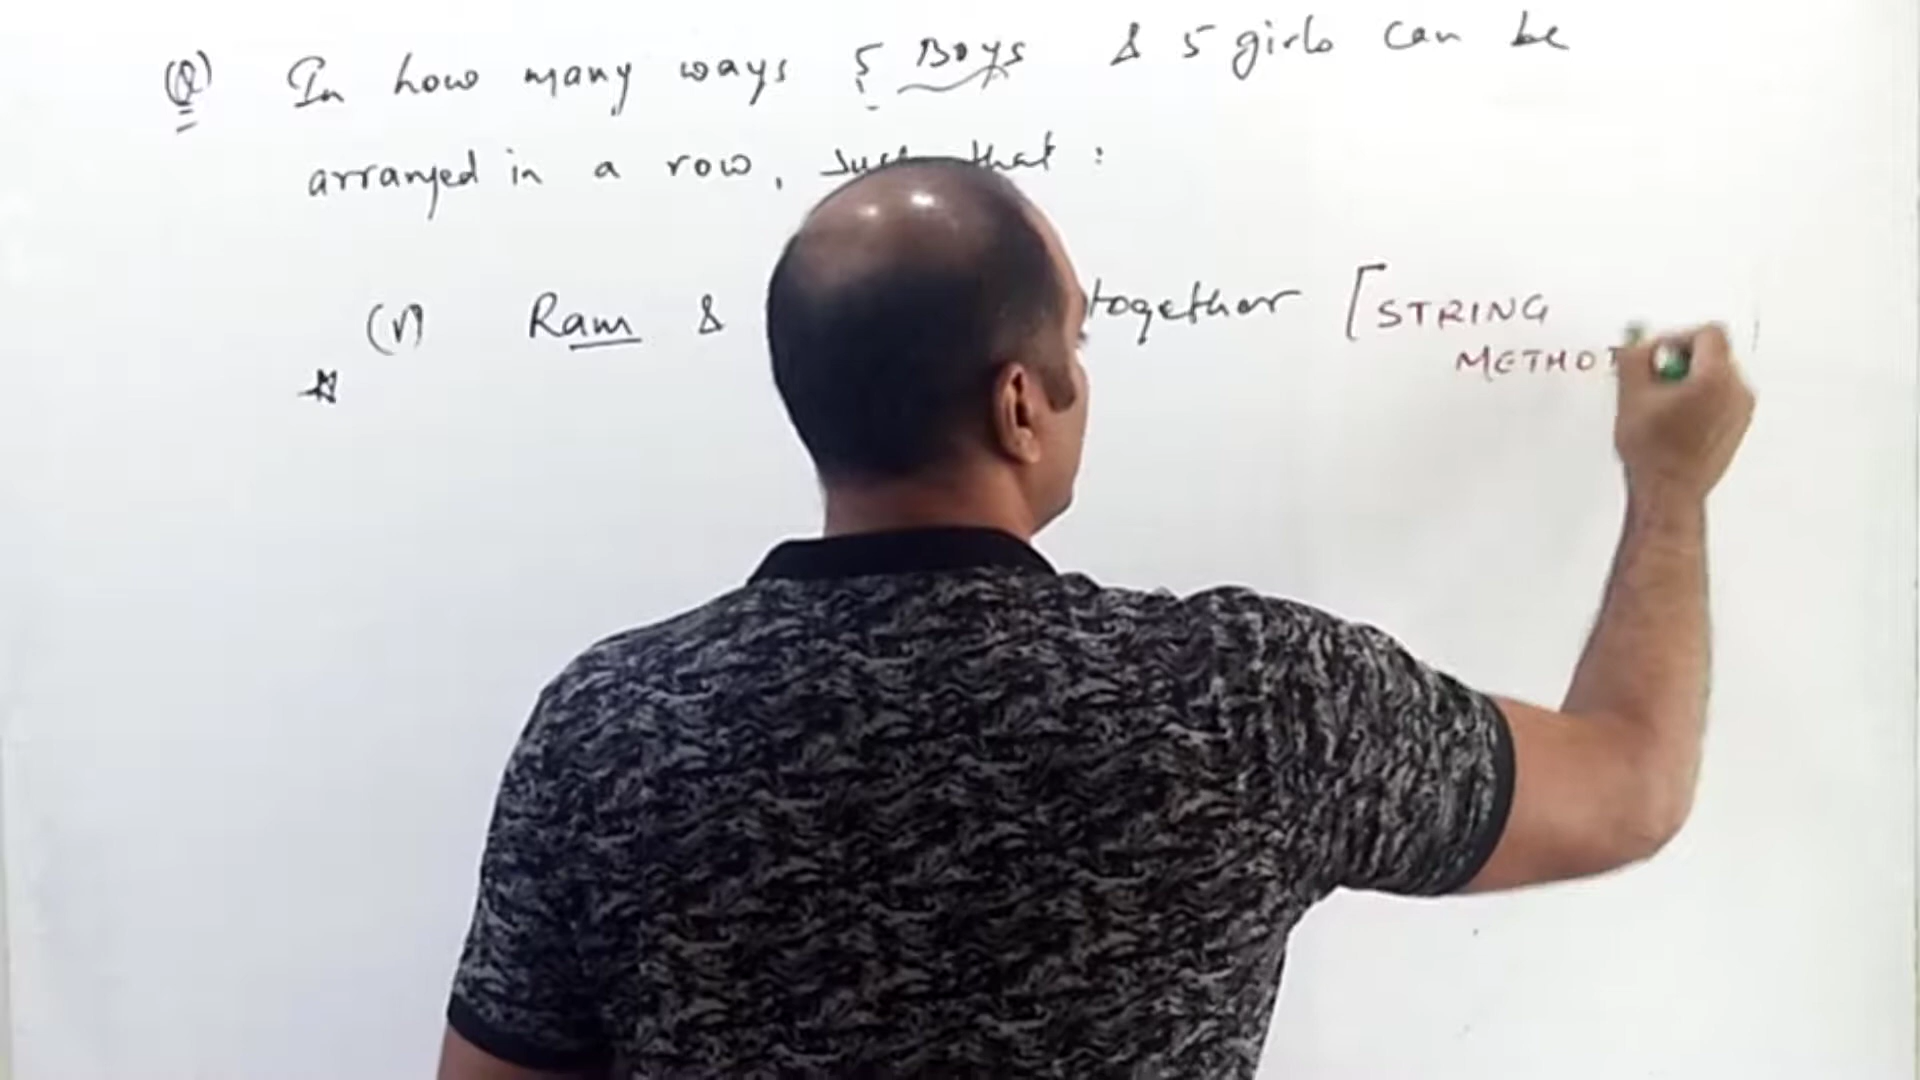 (Q) In how many ways 5 Boys & 5 girls can be
arranged in a row, such that :
(v) Ram & together [STRING
METHOD